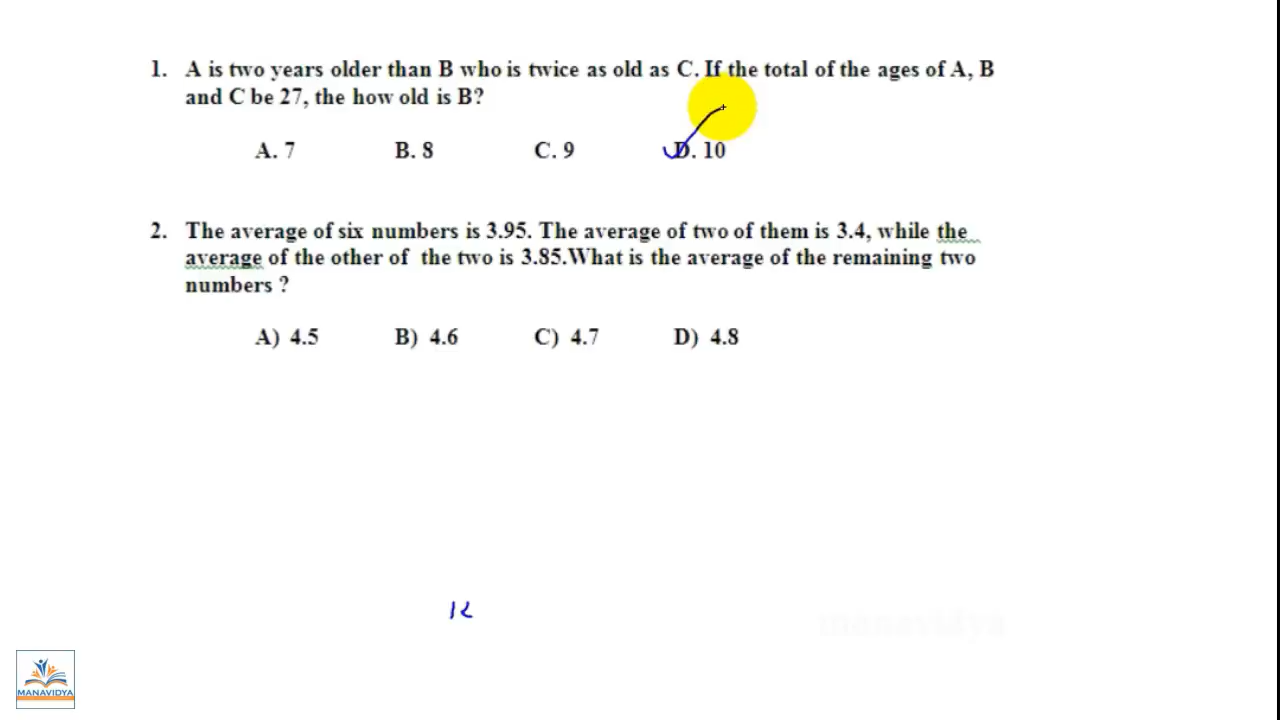 1. A is two years older than B who is twice as old as C. If the total of the ages of A, B
and C be 27, the how old is B?
A. 7 B. 8 C. 9 D. 10
2. The average of six numbers is 3.95. The average of two of them is 3.4, while the
average of the other of the two is 3.85.What is the average of the remaining two
numbers ?
A) 4.5 B) 4.6 C) 4.7 D) 4.8
manavidya
MANAVIDYA